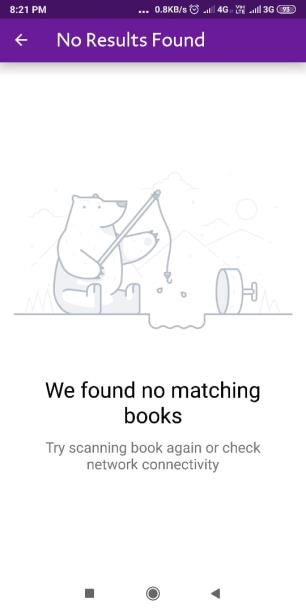 8:21 PM ... 0.8KB/s 4G VoLTE 3G 93
No Results Found
We found no matching
books
Try scanning book again or check
network connectivity